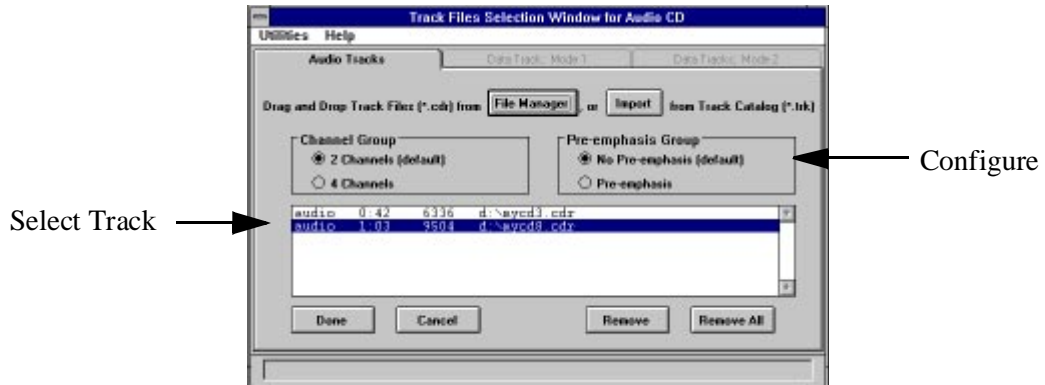 Track Files Selection Window for Audio CD
Utilities Help
Audio Tracks Data Track, Mode 1 Data Tracks, Mode 2
Drag and Drop Track Files (*.cdr) from File Manager , or Import from Track Catalog (*.trk)
Channel Group Pre-emphasis Group
2 Channels (default) No Pre-emphasis (default)
Configure
4 Channels Pre-emphasis
Select Track
audio 0:42 6336 d:\mycd3.cdr
audio 1:03 9504 d:\mycd8.cdr
Done Cancel Remove Remove All